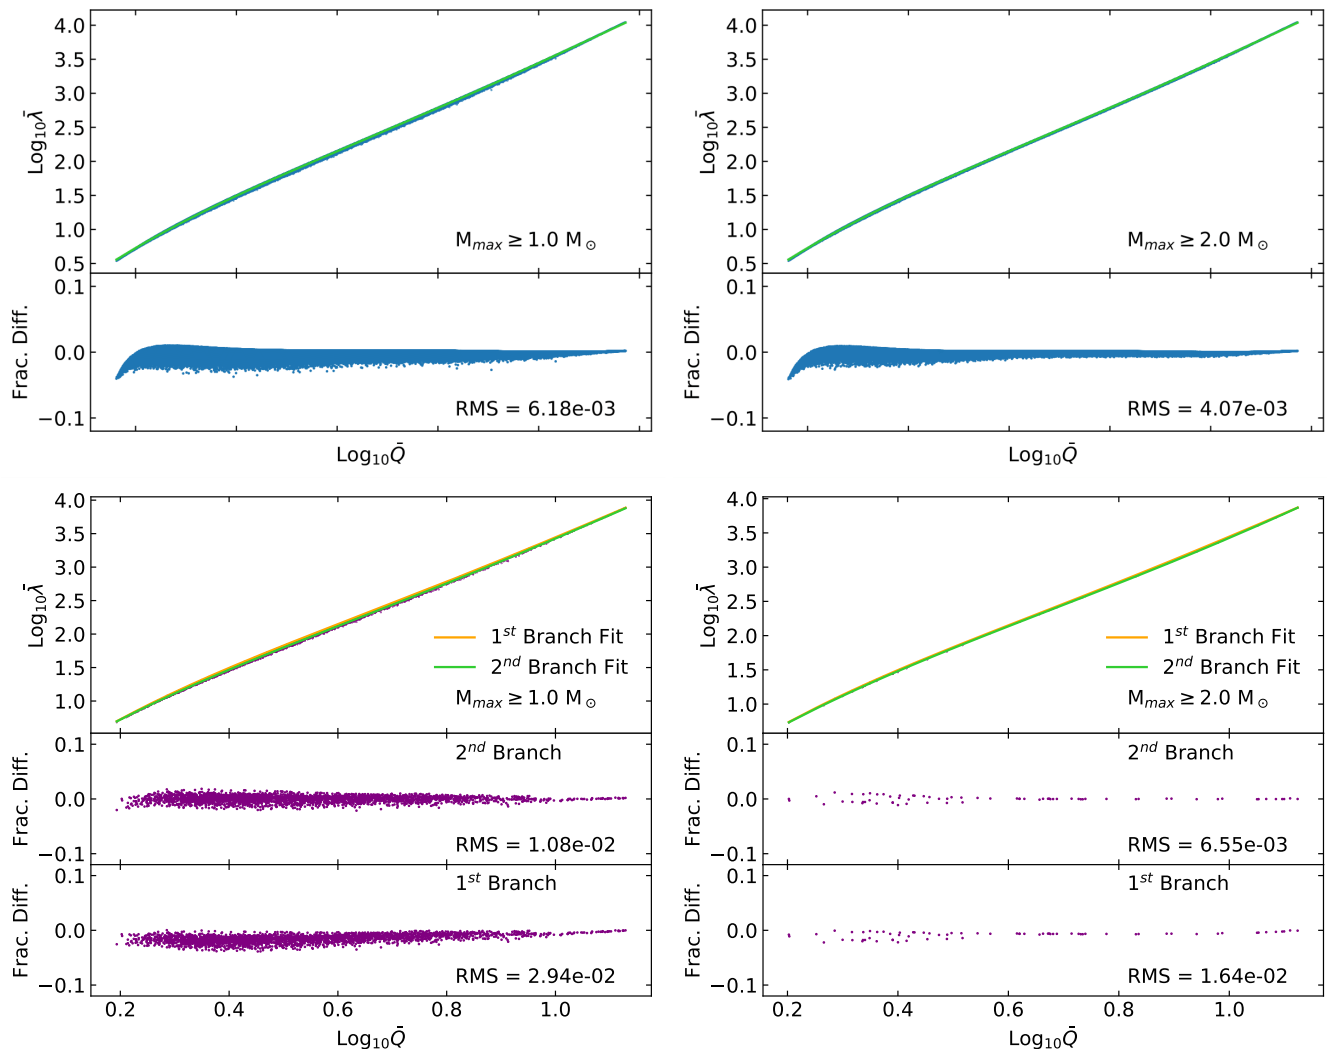 4.0
3.5
3.0
2.5
2.0
1.5
1.0
0.5
Log₁₀λ̄
M_max ≥ 1.0 M_⊙
0.1
0.0
−0.1
Frac. Diff.
RMS = 6.18e-03
Log₁₀Q̄
4.0
3.5
3.0
2.5
2.0
1.5
1.0
0.5
Log₁₀λ̄
M_max ≥ 2.0 M_⊙
0.1
0.0
−0.1
Frac. Diff.
RMS = 4.07e-03
Log₁₀Q̄
4.0
3.5
3.0
2.5
2.0
1.5
1.0
Log₁₀λ̄
1ˢᵗ Branch Fit
2ⁿᵈ Branch Fit
M_max ≥ 1.0 M_⊙
0.1
0.0
−0.1
Frac. Diff.
2ⁿᵈ Branch
RMS = 1.08e-02
0.1
0.0
−0.1
Frac. Diff.
1ˢᵗ Branch
RMS = 2.94e-02
0.2 0.4 0.6 0.8 1.0
Log₁₀Q̄
4.0
3.5
3.0
2.5
2.0
1.5
1.0
Log₁₀λ̄
1ˢᵗ Branch Fit
2ⁿᵈ Branch Fit
M_max ≥ 2.0 M_⊙
0.1
0.0
−0.1
Frac. Diff.
2ⁿᵈ Branch
RMS = 6.55e-03
0.1
0.0
−0.1
Frac. Diff.
1ˢᵗ Branch
RMS = 1.64e-02
0.2 0.4 0.6 0.8 1.0
Log₁₀Q̄